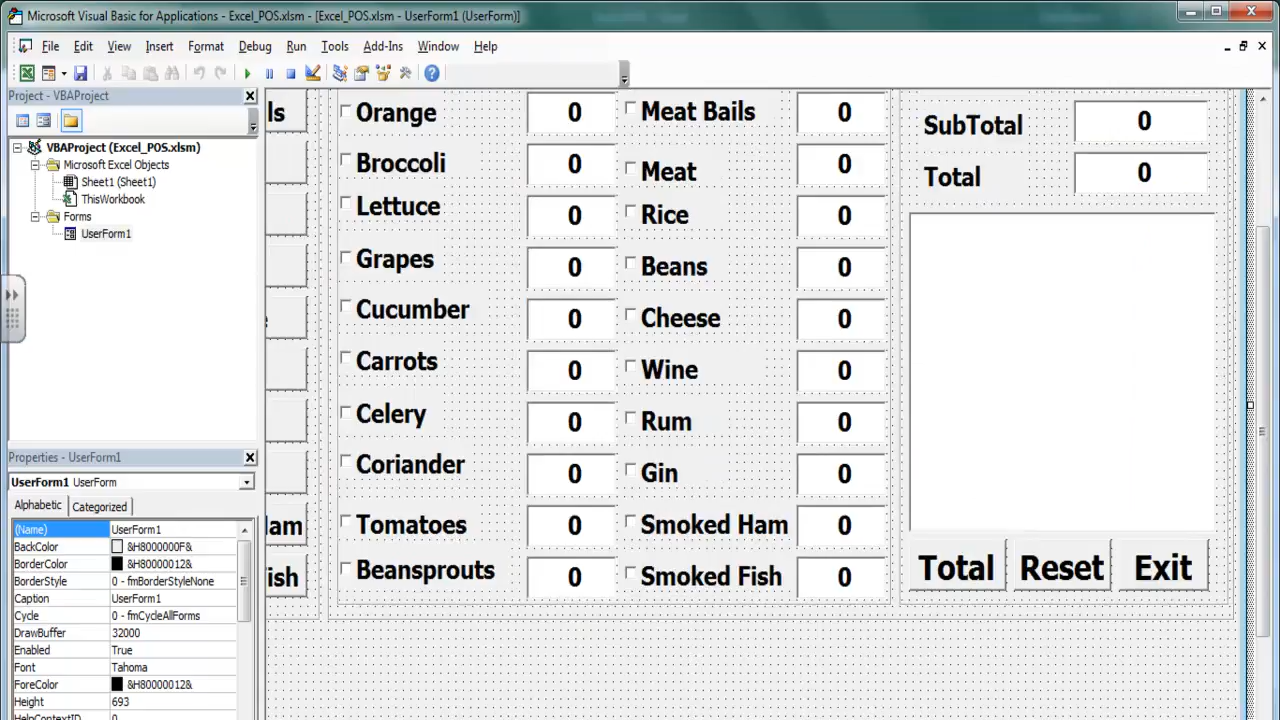 Microsoft Visual Basic for Applications - Excel_POS.xlsm - [Excel_POS.xlsm - UserForm1 (UserForm)]
File Edit View Insert Format Debug Run Tools Add-Ins Window Help
Project - VBAProject
VBAProject (Excel_POS.xlsm)
Microsoft Excel Objects
Sheet1 (Sheet1)
ThisWorkbook
Forms
UserForm1
Properties - UserForm1
UserForm1 UserForm
Alphabetic Categorized
(Name) UserForm1
BackColor &H8000000F&
BorderColor &H80000012&
BorderStyle 0 - fmBorderStyleNone
Caption UserForm1
Cycle 0 - fmCycleAllForms
DrawBuffer 32000
Enabled True
Font Tahoma
ForeColor &H80000012&
Height 693
HelpContextID 0
ls
Ham
ish
Orange 0 Meat Bails 0
Broccoli 0 Meat 0
Lettuce 0 Rice 0
Grapes 0 Beans 0
Cucumber 0 Cheese 0
Carrots 0 Wine 0
Celery 0 Rum 0
Coriander 0 Gin 0
Tomatoes 0 Smoked Ham 0
Beansprouts 0 Smoked Fish 0
SubTotal 0
Total 0
Total Reset Exit